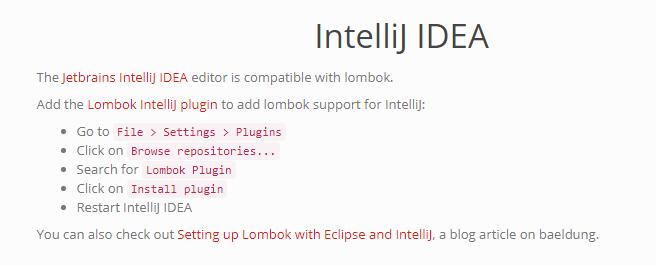 IntelliJ IDEA
The Jetbrains IntelliJ IDEA editor is compatible with lombok.
Add the Lombok IntelliJ plugin to add lombok support for IntelliJ:
• Go to File > Settings > Plugins
• Click on Browse repositories...
• Search for Lombok Plugin
• Click on Install plugin
• Restart IntelliJ IDEA
You can also check out Setting up Lombok with Eclipse and IntelliJ, a blog article on baeldung.